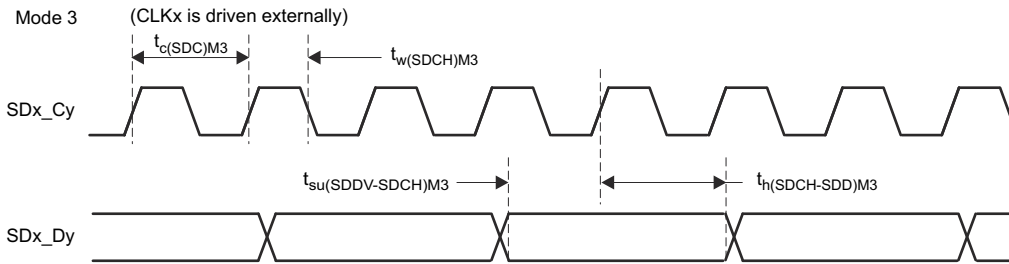 Mode 3 (CLKx is driven externally)
tc(SDC)M3
tw(SDCH)M3
SDx_Cy
tsu(SDDV-SDCH)M3
th(SDCH-SDD)M3
SDx_Dy